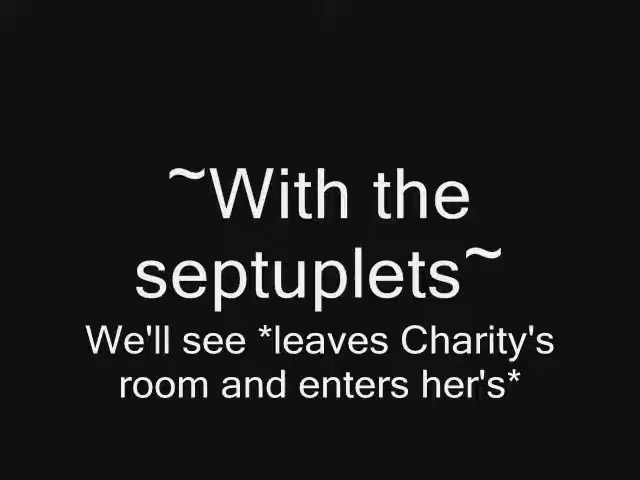 ~With the
septuplets~
We'll see *leaves Charity's
room and enters her's*